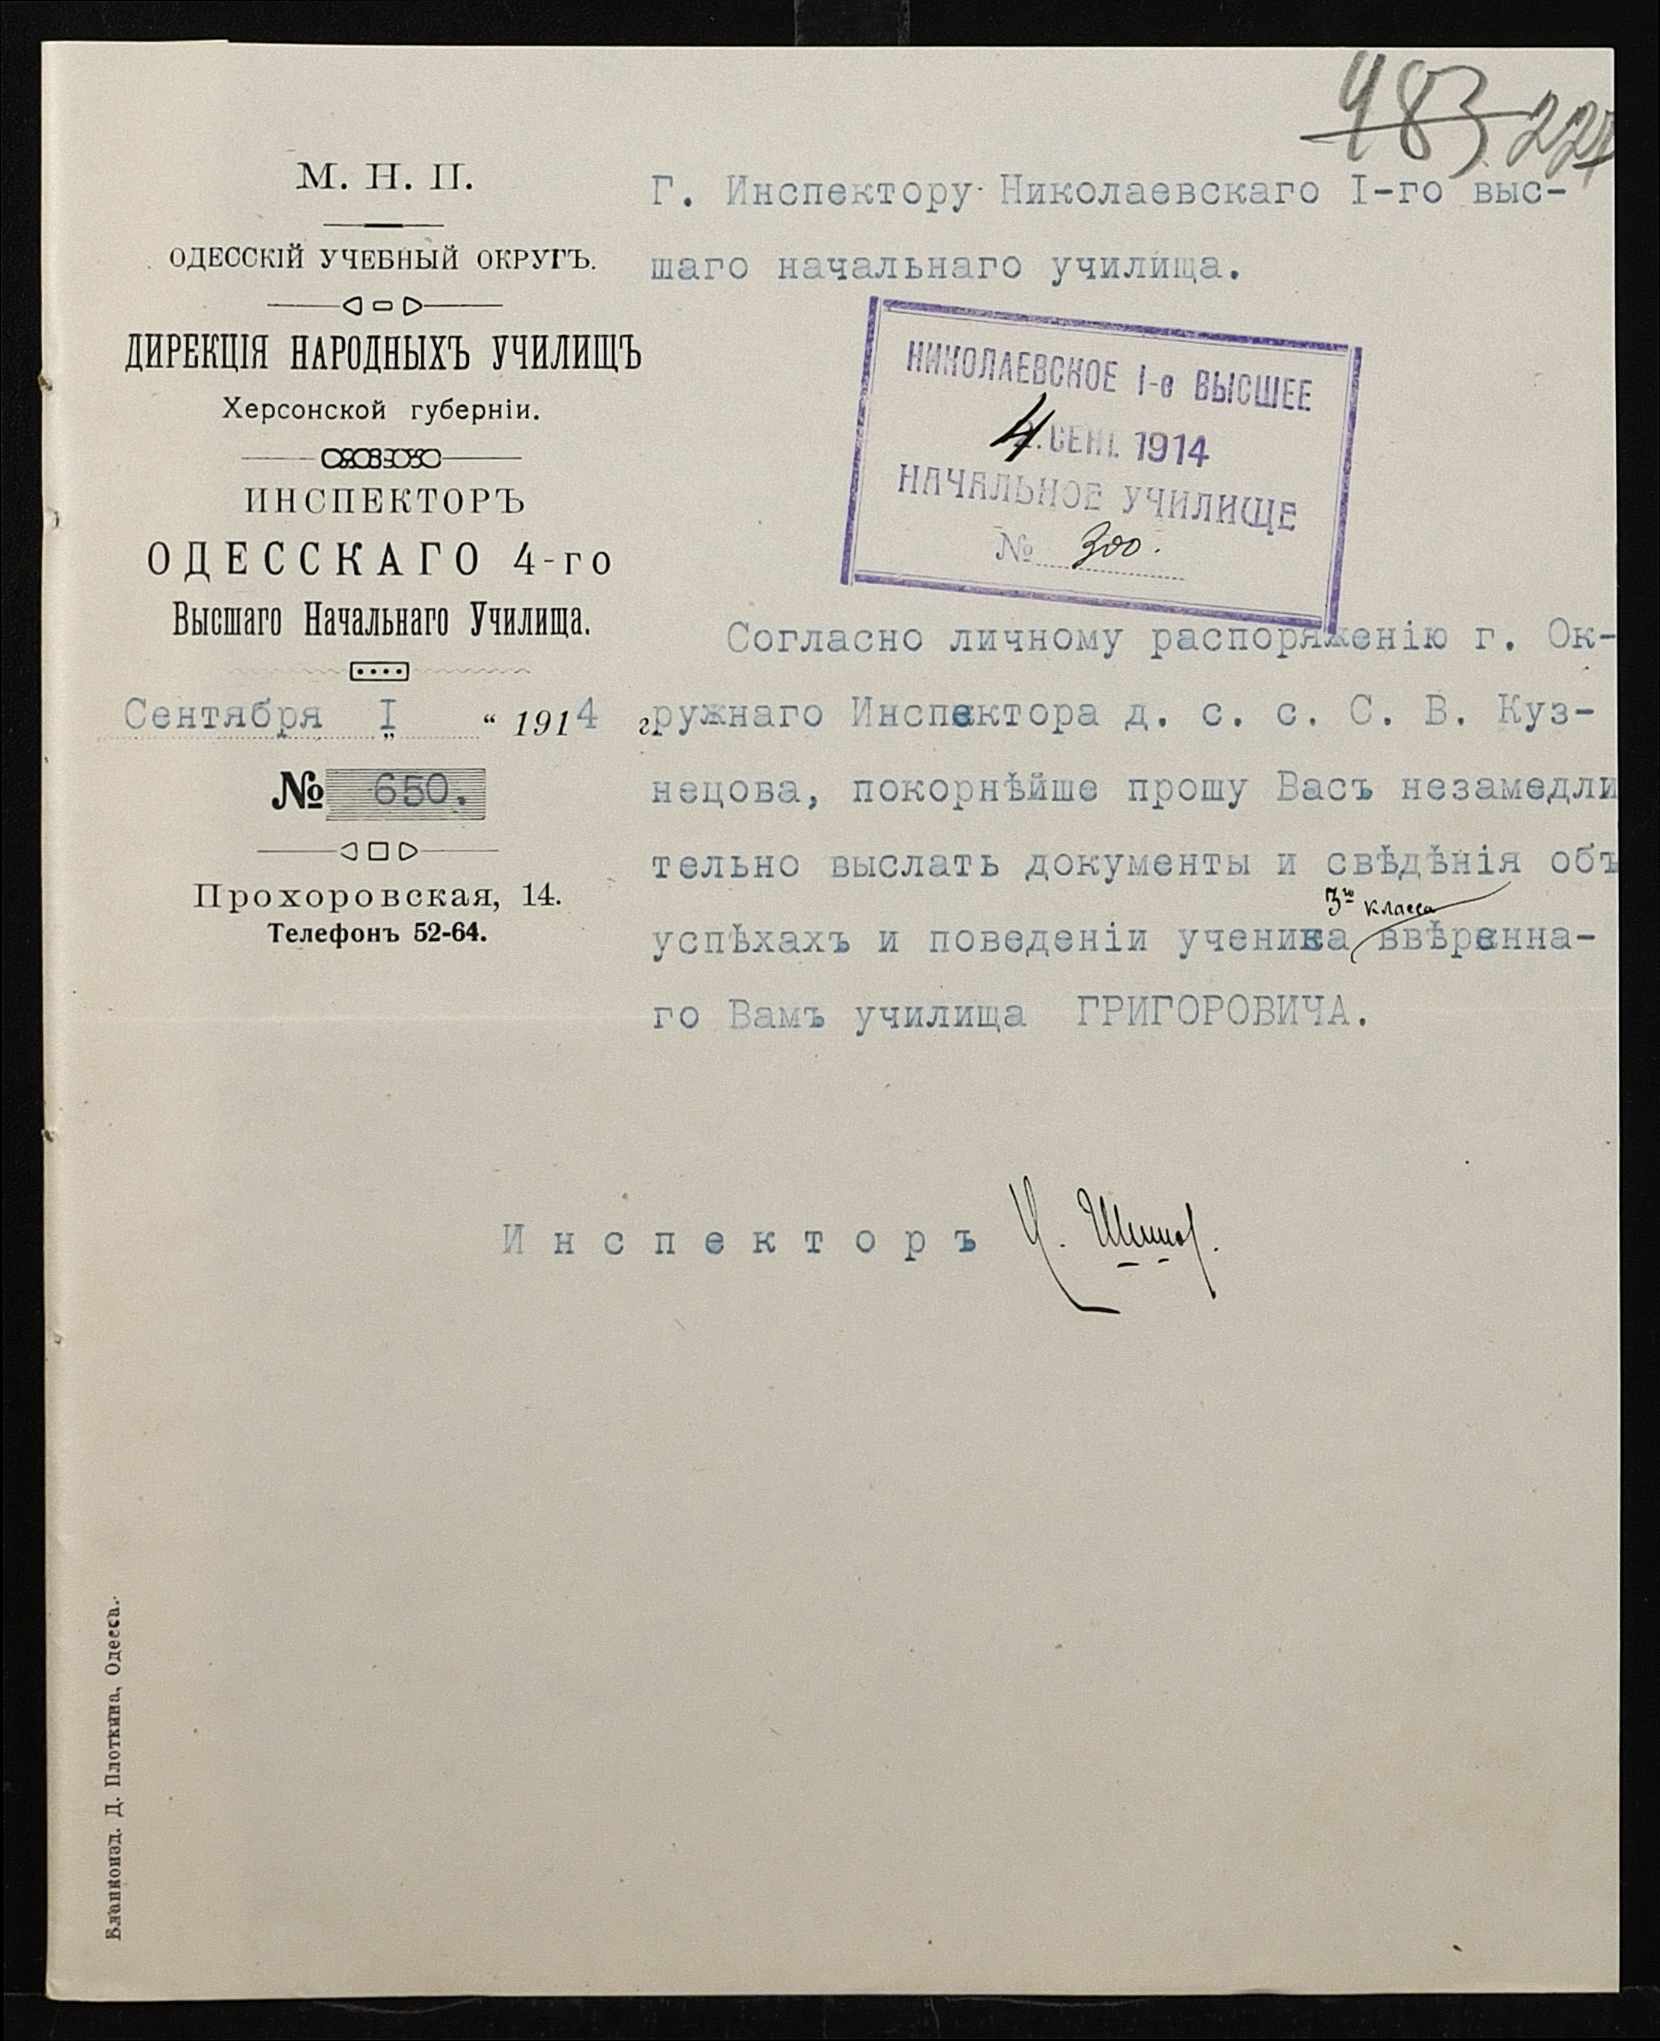 483 22
М. Н. П.
ОДЕССКІЙ УЧЕБНЫЙ ОКРУГЪ.
ДИРЕКЦІЯ НАРОДНЫХЪ УЧИЛИЩЪ
Херсонской губерніи.
ИНСПЕКТОРЪ
ОДЕССКАГО 4-го
Высшаго Начальнаго Училища.
Сентября I „ “ 1914 г
№ 650.
Прохоровская, 14.
Телефонъ 52-64.
Г. Инспектору Николаевскаго I-го выс-
шаго начальнаго училища.
НИКОЛАЕВСКОЕ I-е ВЫСШЕЕ
4 СЕНТ. 1914
НАЧАЛЬНОЕ УЧИЛИЩЕ
№ 300.
Согласно личному распоряженію г. Ок-
ружнаго Инспектора д. с. с. С. В. Куз-
нецова, покорнѣйше прошу Васъ незамедли
тельно выслать документы и свѣдѣнія объ
3го класса
успѣхахъ и поведеніи ученика ввѣренна-
го Вамъ училища ГРИГОРОВИЧА.
Инспекторъ
Бланкоизд. Д. Плоткина, Одесса.